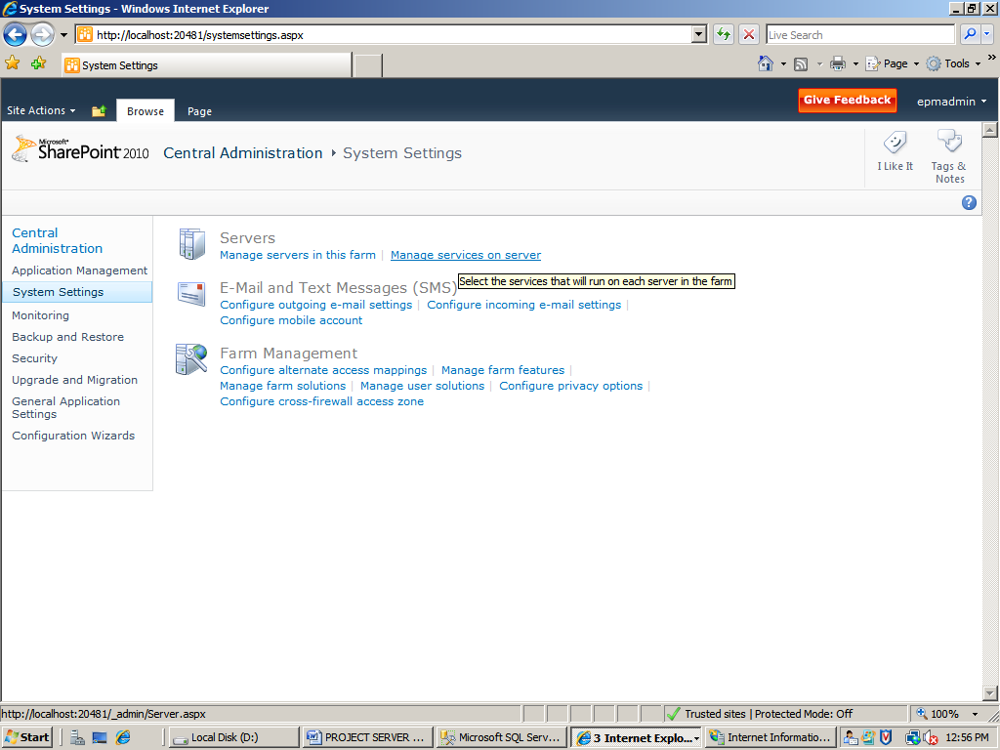 System Settings - Windows Internet Explorer
http://localhost:20481/systemsettings.aspx
Live Search
System Settings
Page
Tools
Site Actions
Browse
Page
Give Feedback
epmadmin
Microsoft
SharePoint 2010
Central Administration
System Settings
I Like It
Tags &
Notes
Central
Administration
Application Management
System Settings
Monitoring
Backup and Restore
Security
Upgrade and Migration
General Application
Settings
Configuration Wizards
Servers
Manage servers in this farm | Manage services on server
Select the services that will run on each server in the farm
E-Mail and Text Messages (SMS)
Configure outgoing e-mail settings | Configure incoming e-mail settings |
Configure mobile account
Farm Management
Configure alternate access mappings | Manage farm features |
Manage farm solutions | Manage user solutions | Configure privacy options |
Configure cross-firewall access zone
http://localhost:20481/_admin/Server.aspx
Trusted sites | Protected Mode: Off
100%
Start
Local Disk (D:)
PROJECT SERVER ...
Microsoft SQL Serv...
3 Internet Explo...
Internet Informatio...
12:56 PM